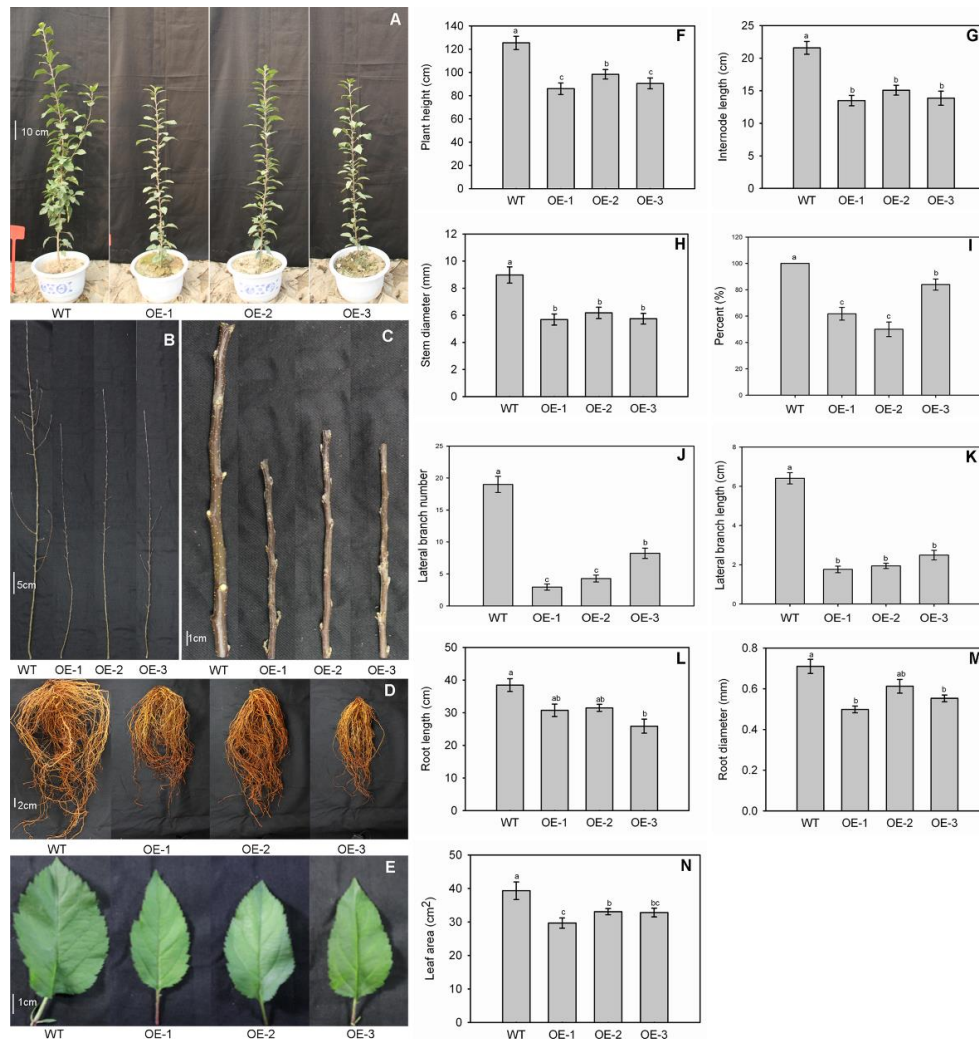 A
10 cm
WT OE-1 OE-2 OE-3
B
5cm
WT OE-1 OE-2 OE-3
C
1cm
WT OE-1 OE-2 OE-3
D
2cm
WT OE-1 OE-2 OE-3
E
1cm
WT OE-1 OE-2 OE-3
F
Plant height (cm)
140
120
100
80
60
40
20
0
a c b c
WT OE-1 OE-2 OE-3
G
Internode length (cm)
25
20
15
10
5
0
a b b b
WT OE-1 OE-2 OE-3
H
Stem diameter (mm)
12
10
8
6
4
2
0
a b b b
WT OE-1 OE-2 OE-3
I
Percent (%)
120
100
80
60
40
20
0
a c c b
WT OE-1 OE-2 OE-3
J
Lateral branch number
25
20
15
10
5
0
a c c b
WT OE-1 OE-2 OE-3
K
Lateral branch length (cm)
8
6
4
2
0
a b b b
WT OE-1 OE-2 OE-3
L
Root length (cm)
50
40
30
20
10
0
a ab ab b
WT OE-1 OE-2 OE-3
M
Root diameter (mm)
0.8
0.6
0.4
0.2
0.0
a b ab b
WT OE-1 OE-2 OE-3
N
Leaf area (cm²)
50
40
30
20
10
0
a c b bc
WT OE-1 OE-2 OE-3